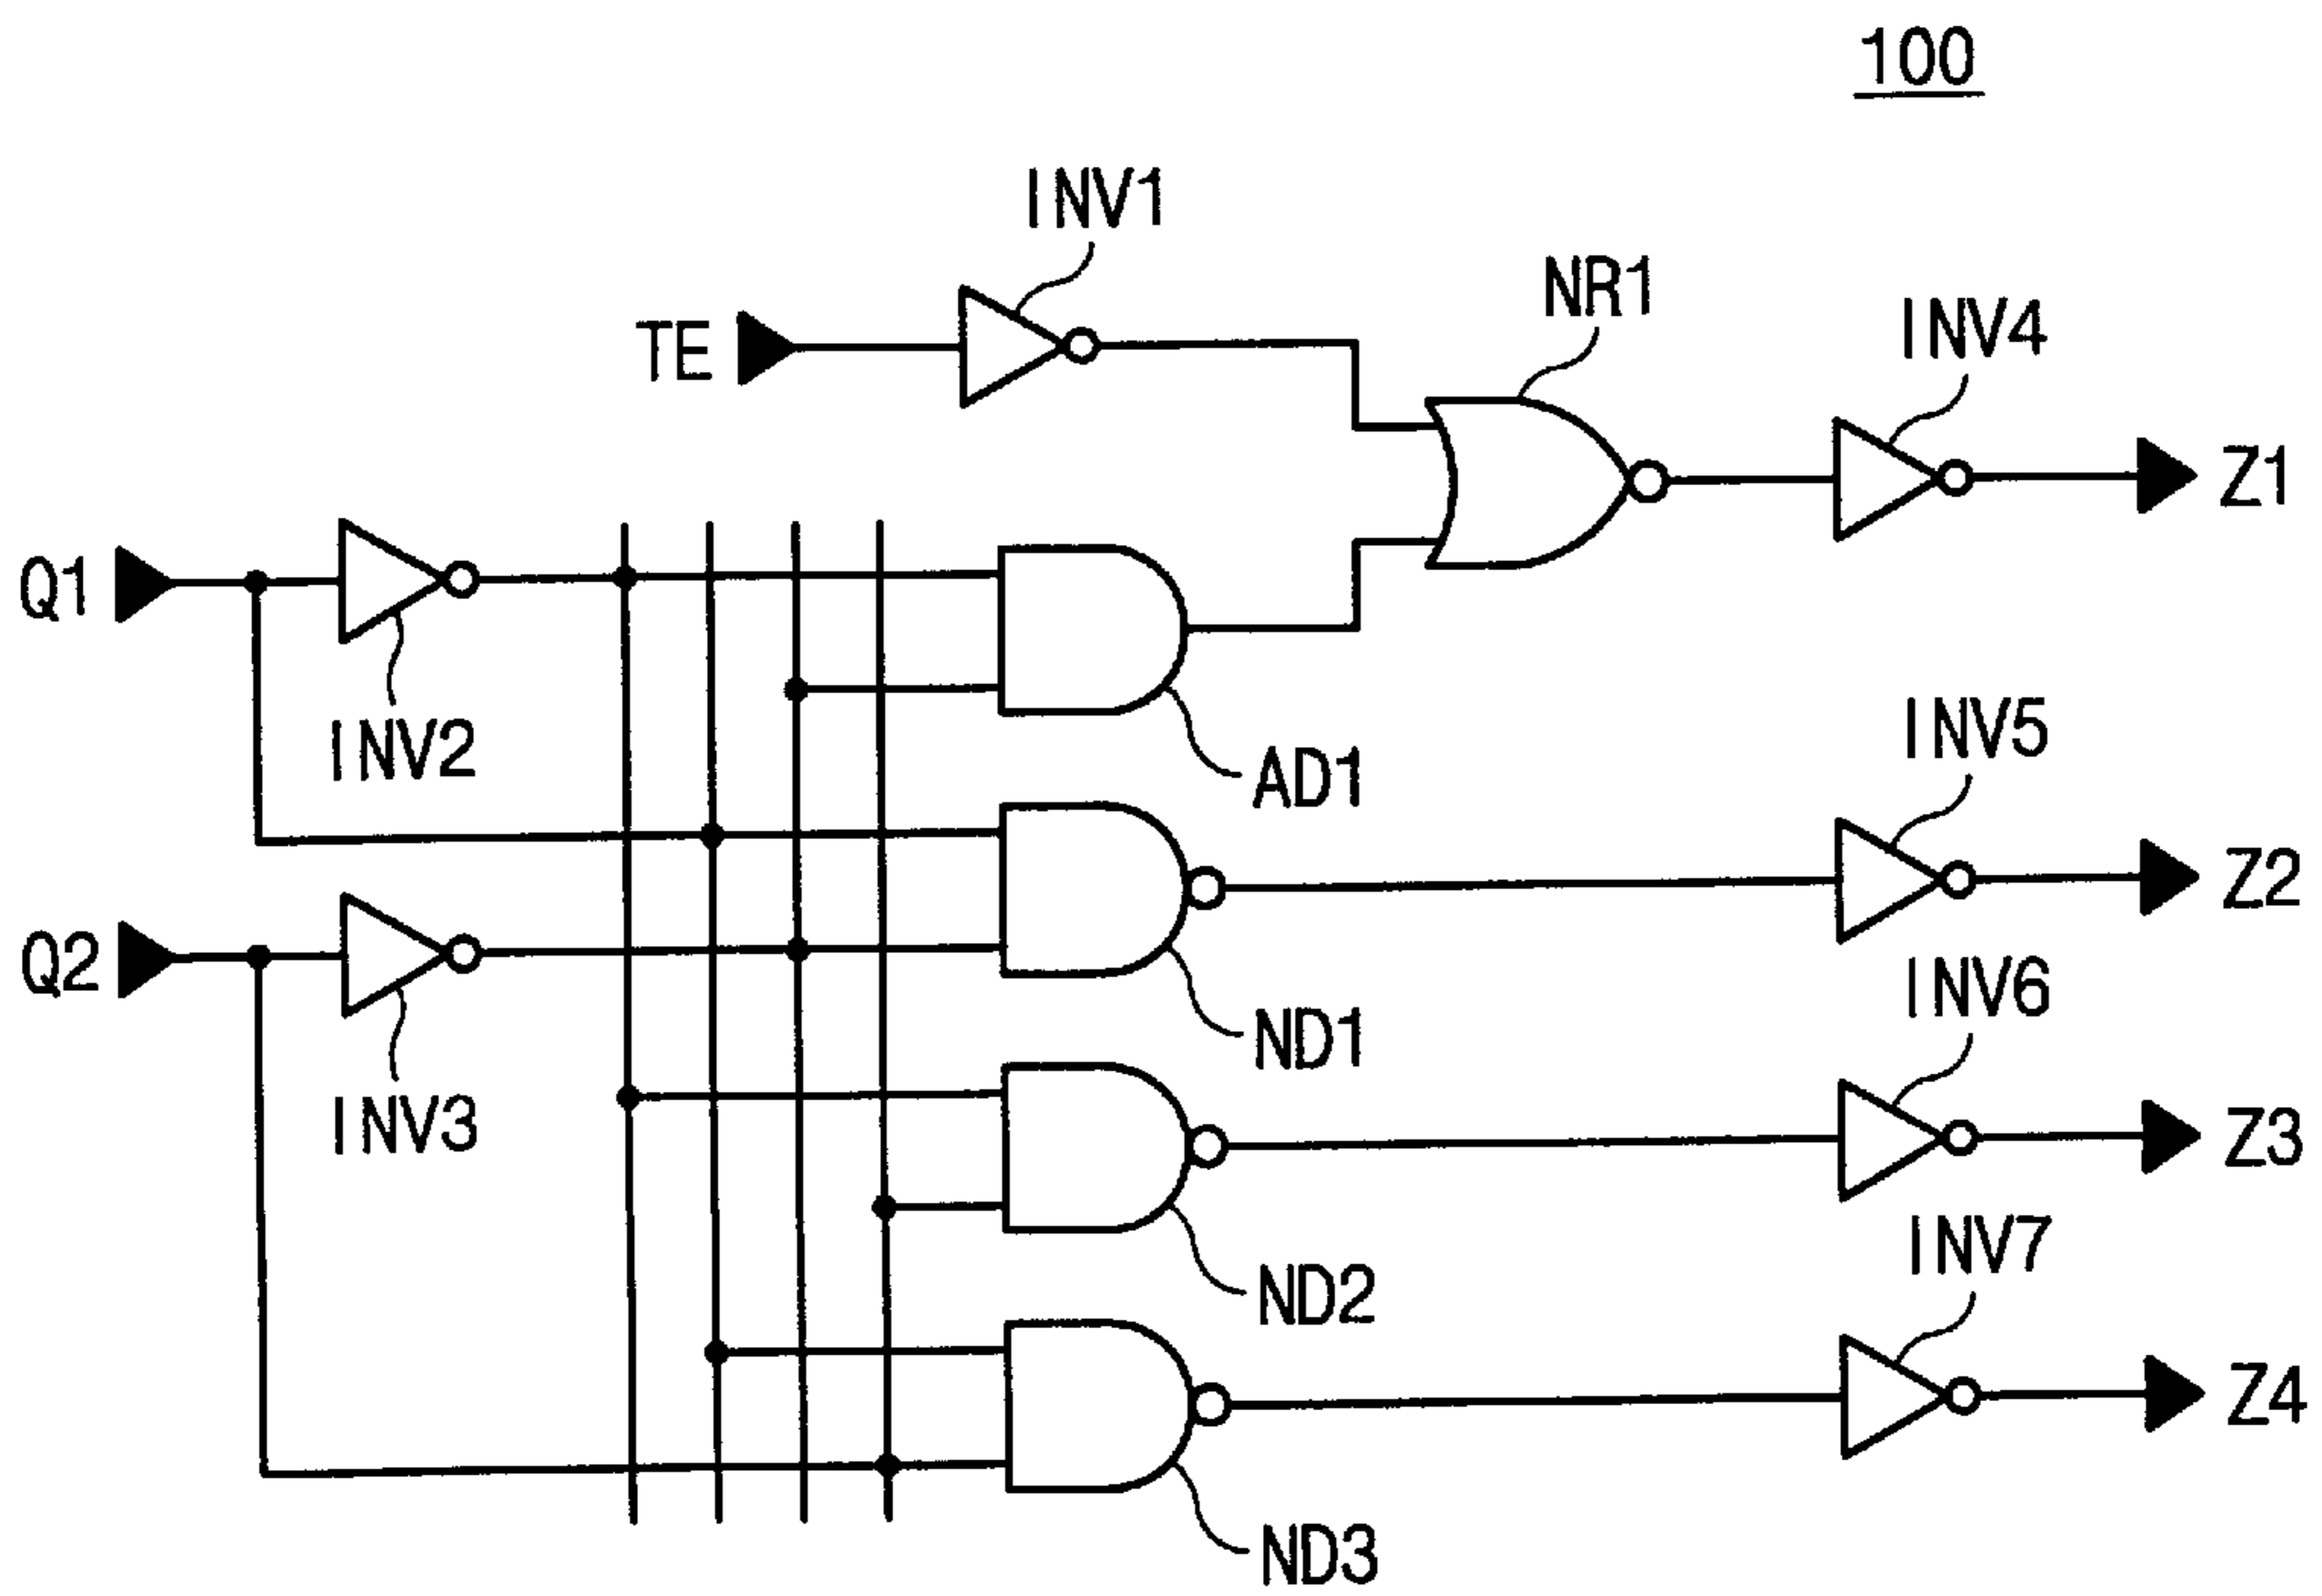 100
INV1
NR1
INV4
TE
Z1
Q1
INV2
AD1
INV5
Z2
Q2
INV3
ND1
INV6
Z3
ND2
INV7
Z4
ND3